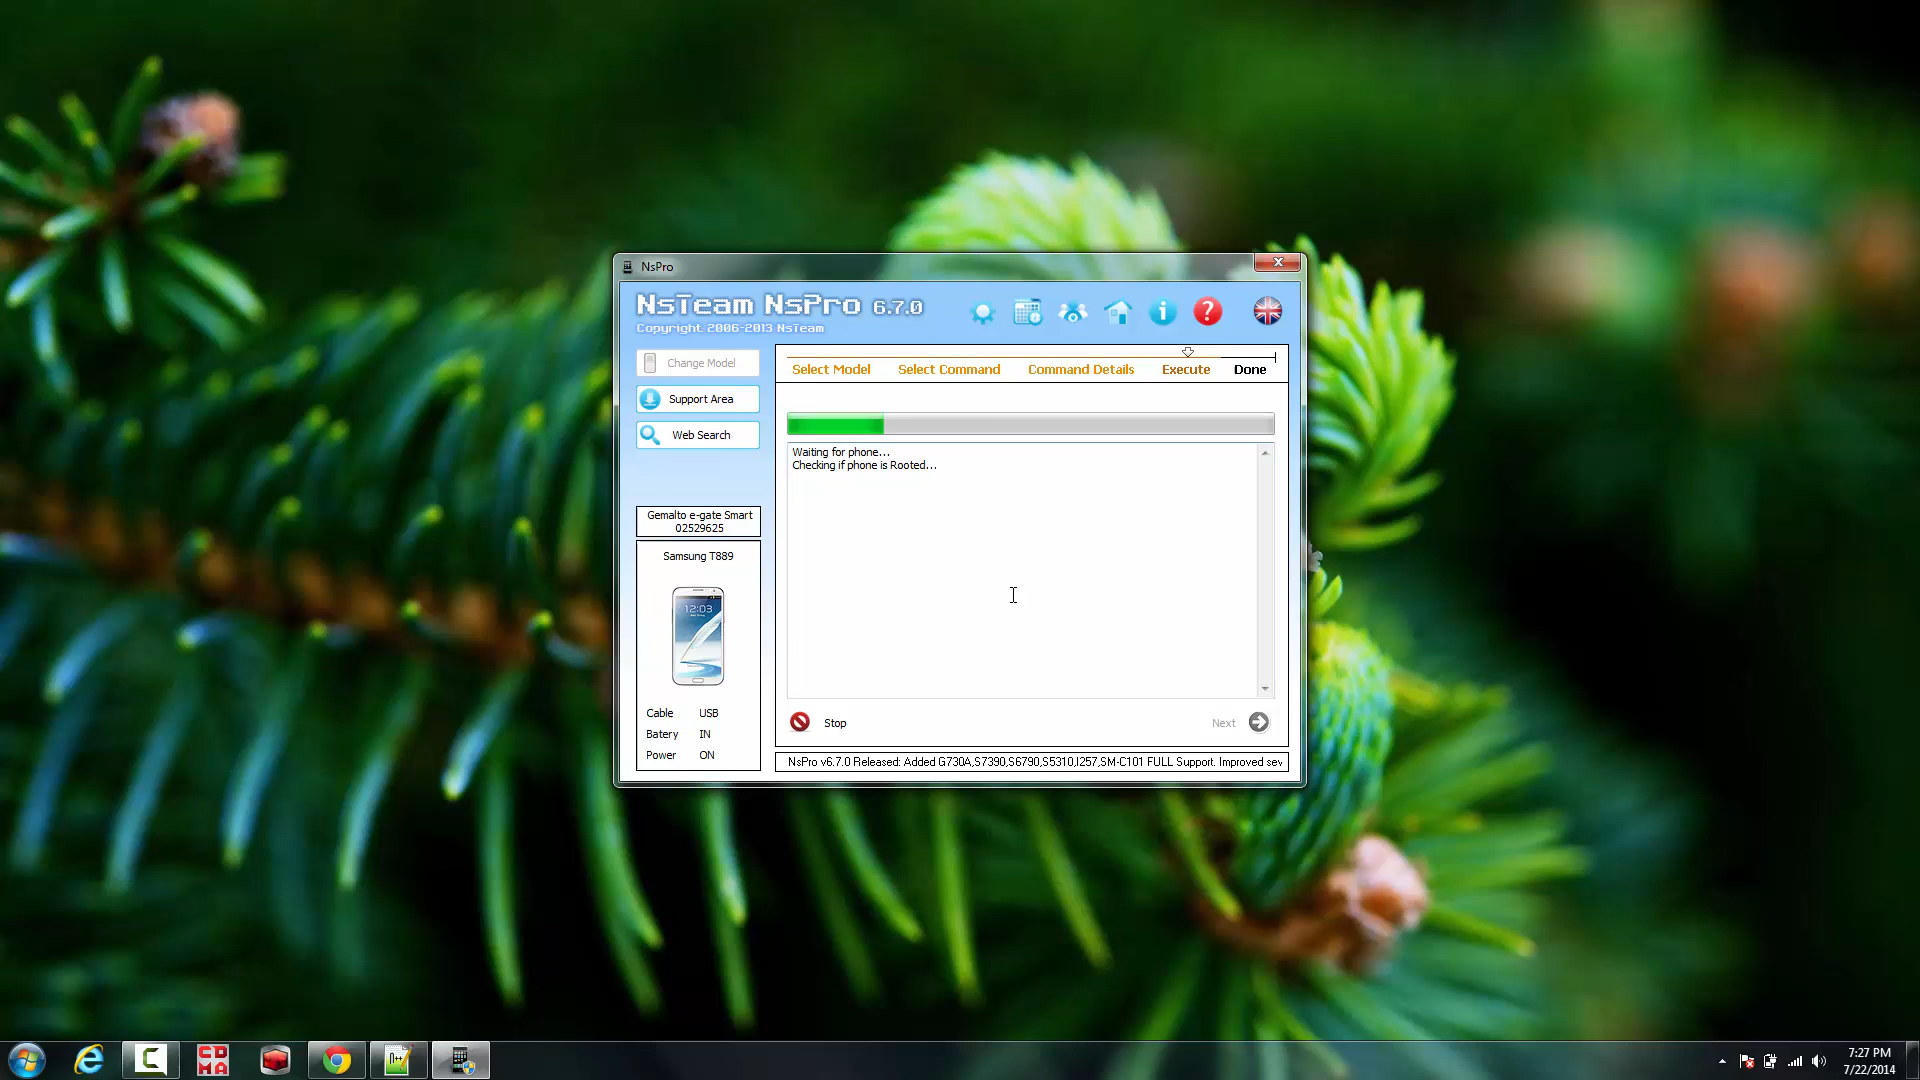 NsPro
NsTeam NsPro 6.7.0
Copyright 2006-2013 NsTeam
Change Model
Support Area
Web Search
Gemalto e-gate Smart
02529625
Samsung T889
12:03
Cable USB
Batery IN
Power ON
Select Model Select Command Command Details Execute Done
Waiting for phone...
Checking if phone is Rooted...
Stop
Next
NsPro v6.7.0 Released: Added G730A,S7390,S6790,S5310,I257,SM-C101 FULL Support. Improved sev
CD
MA
n++
7:27 PM
7/22/2014